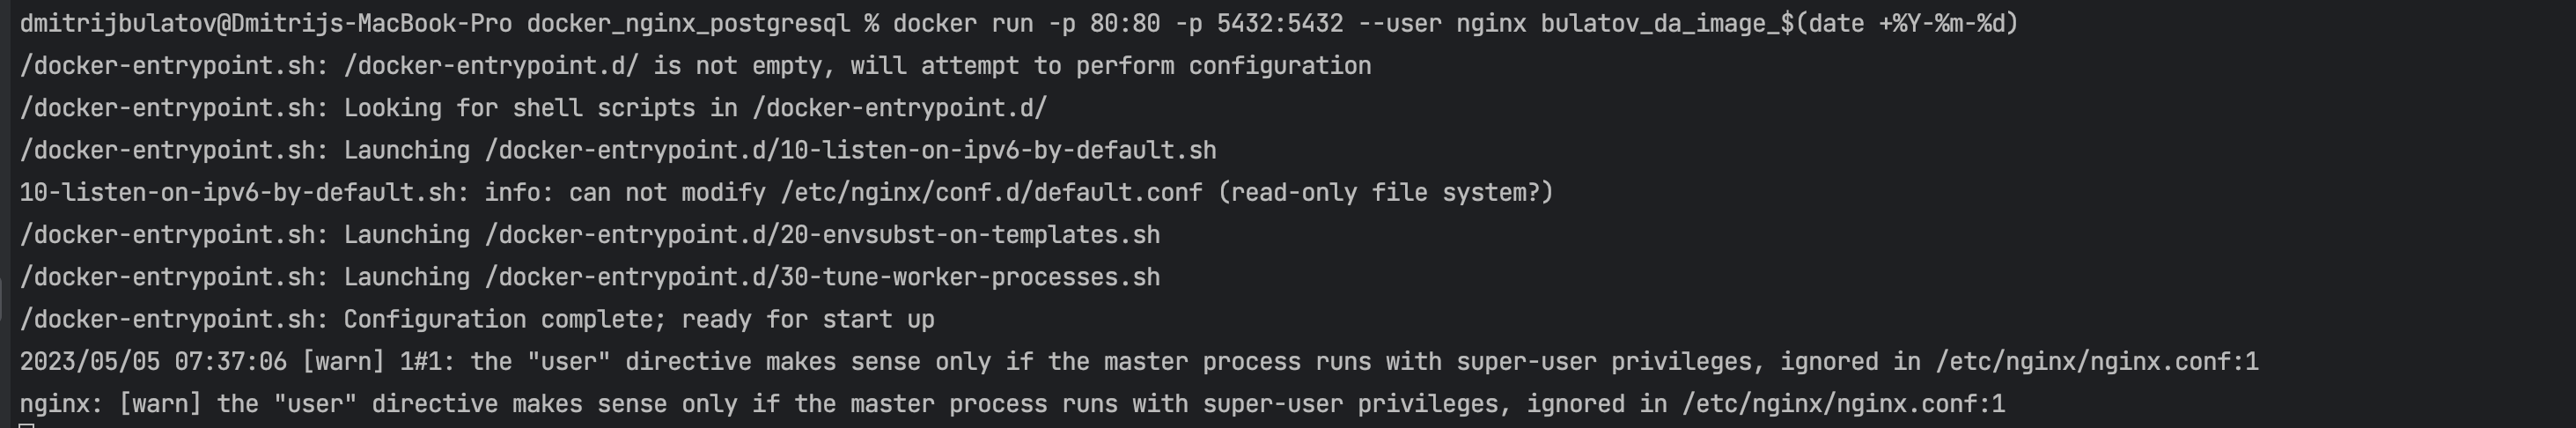 dmitrijbulatov@Dmitrijs-MacBook-Pro docker_nginx_postgresql % docker run -p 80:80 -p 5432:5432 --user nginx bulatov_da_image_$(date +%Y-%m-%d)
/docker-entrypoint.sh: /docker-entrypoint.d/ is not empty, will attempt to perform configuration
/docker-entrypoint.sh: Looking for shell scripts in /docker-entrypoint.d/
/docker-entrypoint.sh: Launching /docker-entrypoint.d/10-listen-on-ipv6-by-default.sh
10-listen-on-ipv6-by-default.sh: info: can not modify /etc/nginx/conf.d/default.conf (read-only file system?)
/docker-entrypoint.sh: Launching /docker-entrypoint.d/20-envsubst-on-templates.sh
/docker-entrypoint.sh: Launching /docker-entrypoint.d/30-tune-worker-processes.sh
/docker-entrypoint.sh: Configuration complete; ready for start up
2023/05/05 07:37:06 [warn] 1#1: the "user" directive makes sense only if the master process runs with super-user privileges, ignored in /etc/nginx/nginx.conf:1
nginx: [warn] the "user" directive makes sense only if the master process runs with super-user privileges, ignored in /etc/nginx/nginx.conf:1